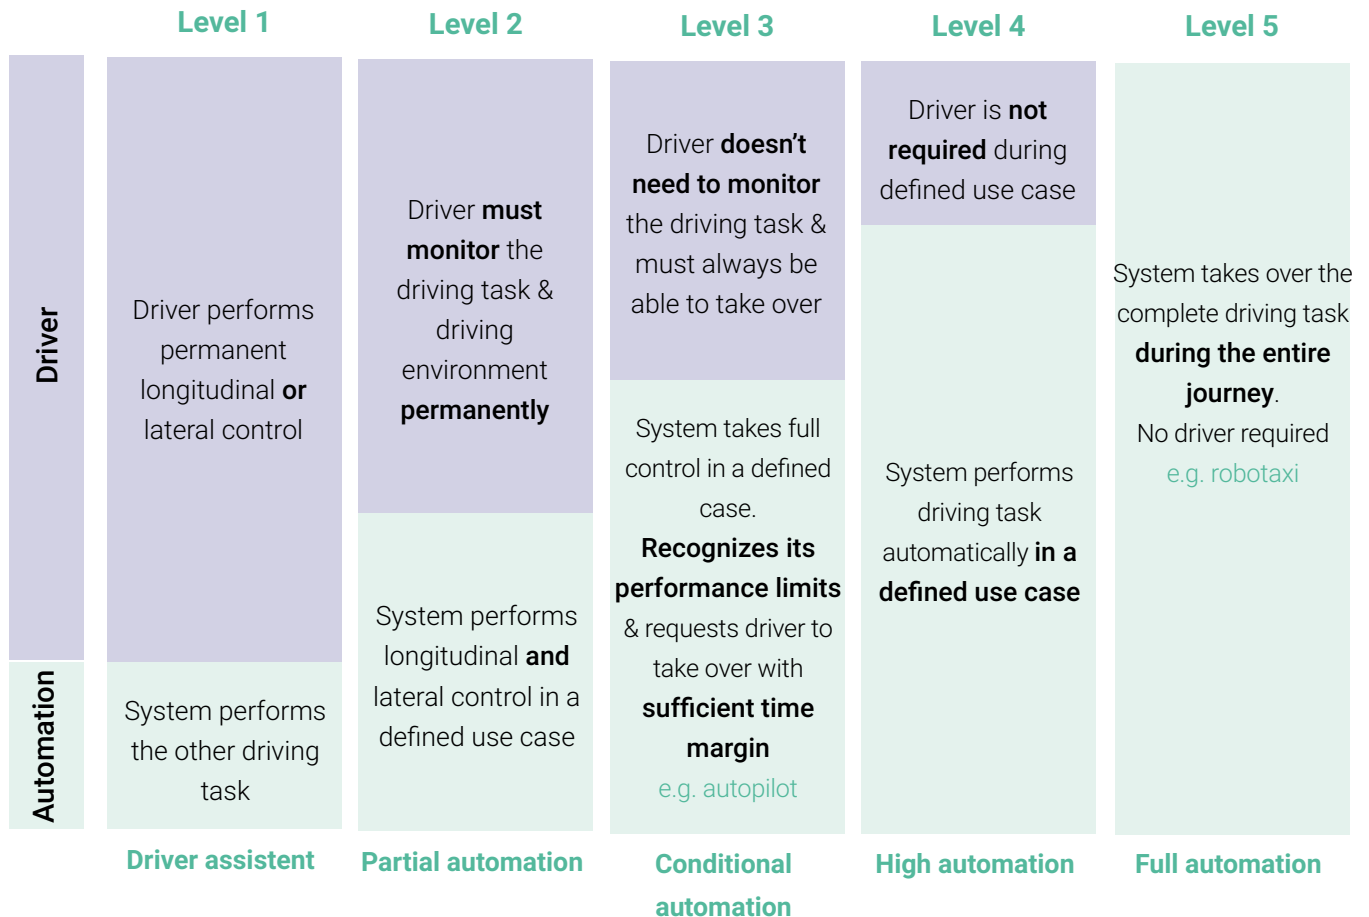 Level 1
Level 2
Level 3
Level 4
Level 5
Driver
Automation
Driver performs
permanent
longitudinal or
lateral control
System performs
the other driving
task
Driver assistent
Driver must
monitor the
driving task &
driving
environment
permanently
System performs
longitudinal and
lateral control in a
defined use case
Partial automation
Driver doesn’t
need to monitor
the driving task &
must always be
able to take over
System takes full
control in a defined
case.
Recognizes its
performance limits
& requests driver to
take over with
sufficient time
margin
e.g. autopilot
Conditional
automation
Driver is not
required during
defined use case
System performs
driving task
automatically in a
defined use case
High automation
System takes over the
complete driving task
during the entire
journey.
No driver required
e.g. robotaxi
Full automation